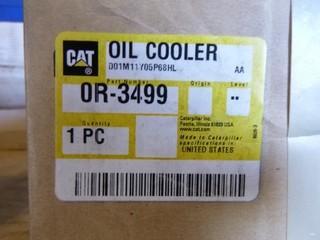 CAT ®
OIL COOLER
D01M11Y05P68HL AA
Part Number Origin Level
0R-3499 --
Quantity
1 PC
Caterpillar Inc.
Peoria, Illinois 61629 USA
www.cat.com
Made to Caterpillar
specifications in
UNITED STATES